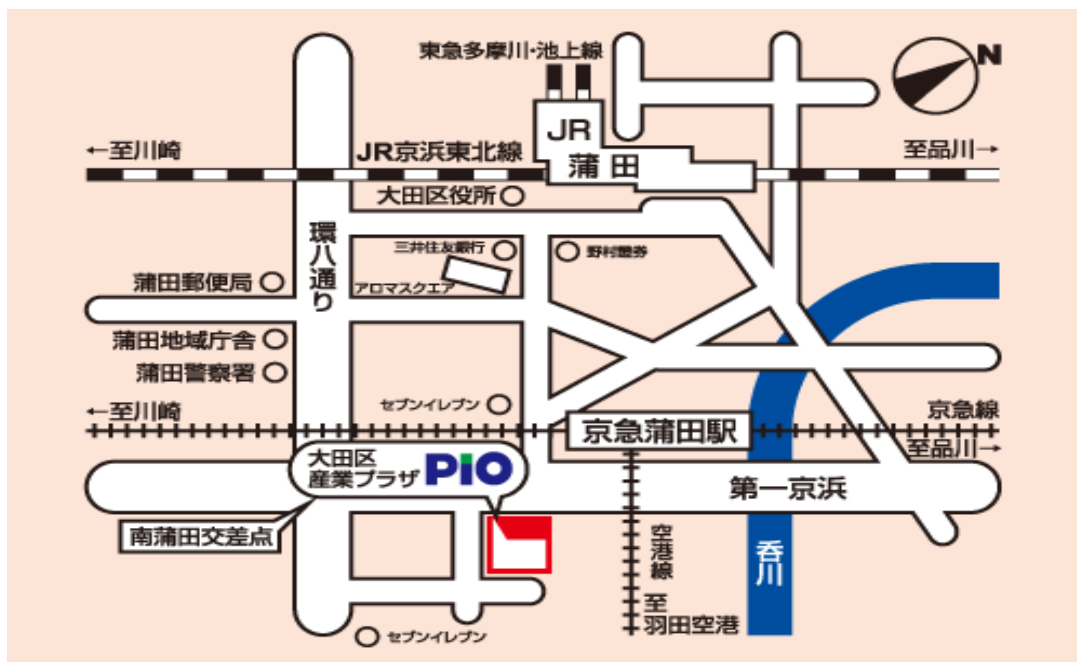 東急多摩川・池上線
N
JR
蒲田
←至川崎
JR京浜東北線
至品川→
大田区役所
環八通り
三井住友銀行
野村證券
蒲田郵便局
アロマスクエア
蒲田地域庁舎
蒲田警察署
セブンイレブン
←至川崎
京急蒲田駅
京急線
至品川→
大田区
産業プラザ PiO
第一京浜
南蒲田交差点
空港線
至
羽田空港
呑川
セブンイレブン